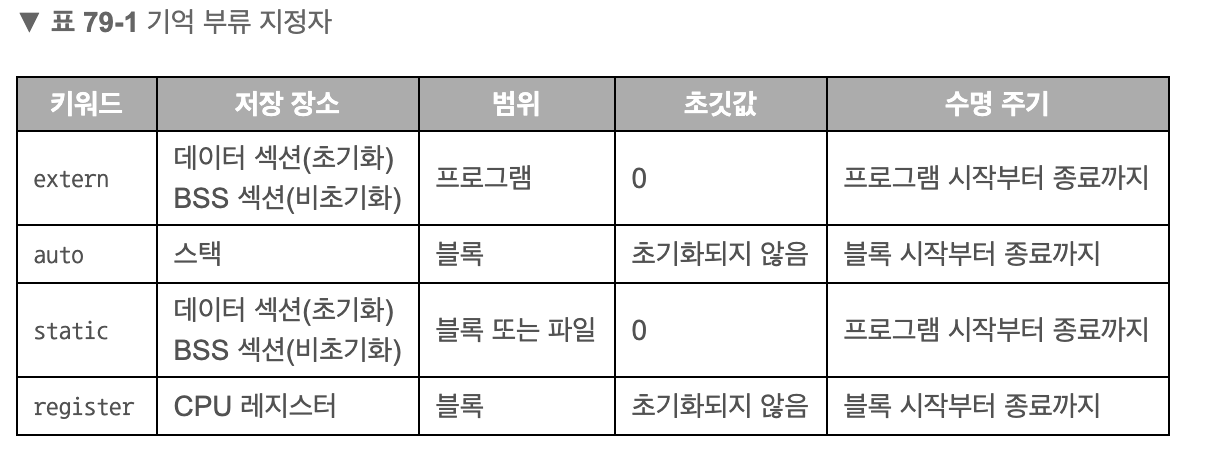 ▼ 표 79-1 기억 부류 지정자
키워드 저장 장소 범위 초깃값 수명 주기
extern 데이터 섹션(초기화) 프로그램 0 프로그램 시작부터 종료까지
BSS 섹션(비초기화)
auto 스택 블록 초기화되지 않음 블록 시작부터 종료까지
static 데이터 섹션(초기화) 블록 또는 파일 0 프로그램 시작부터 종료까지
BSS 섹션(비초기화)
register CPU 레지스터 블록 초기화되지 않음 블록 시작부터 종료까지